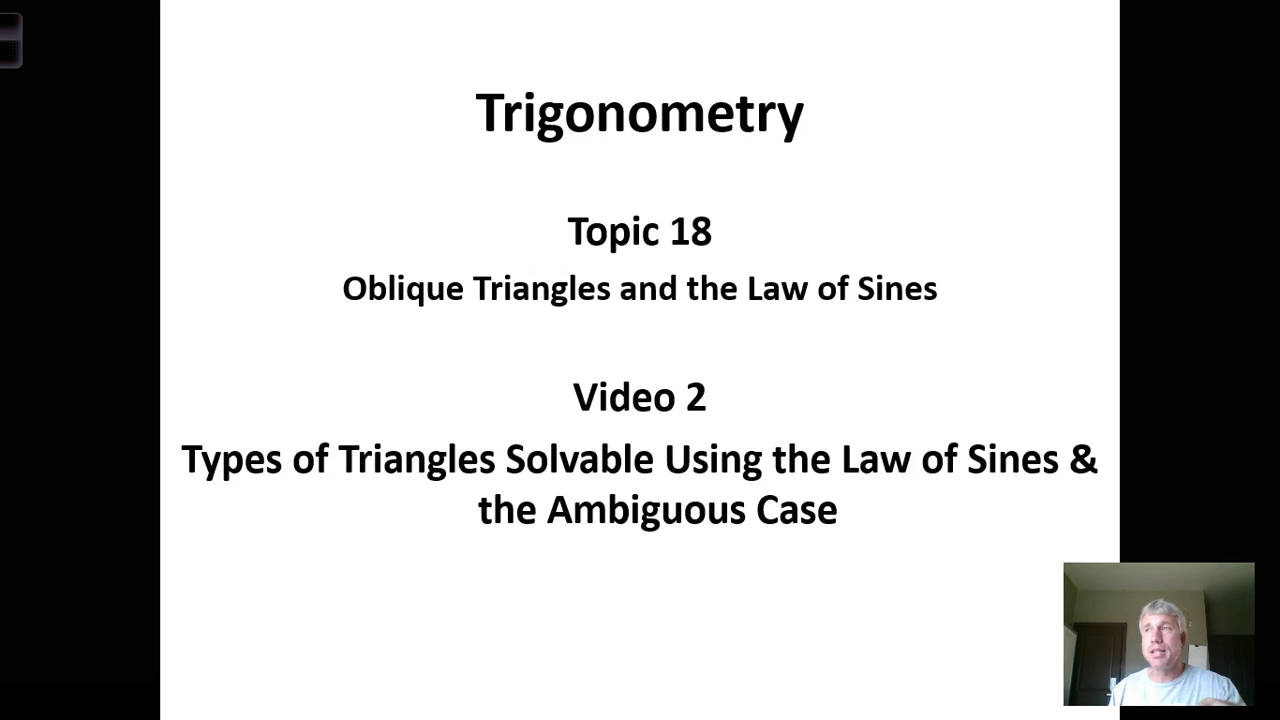 Trigonometry
Topic 18
Oblique Triangles and the Law of Sines
Video 2
Types of Triangles Solvable Using the Law of Sines &
the Ambiguous Case